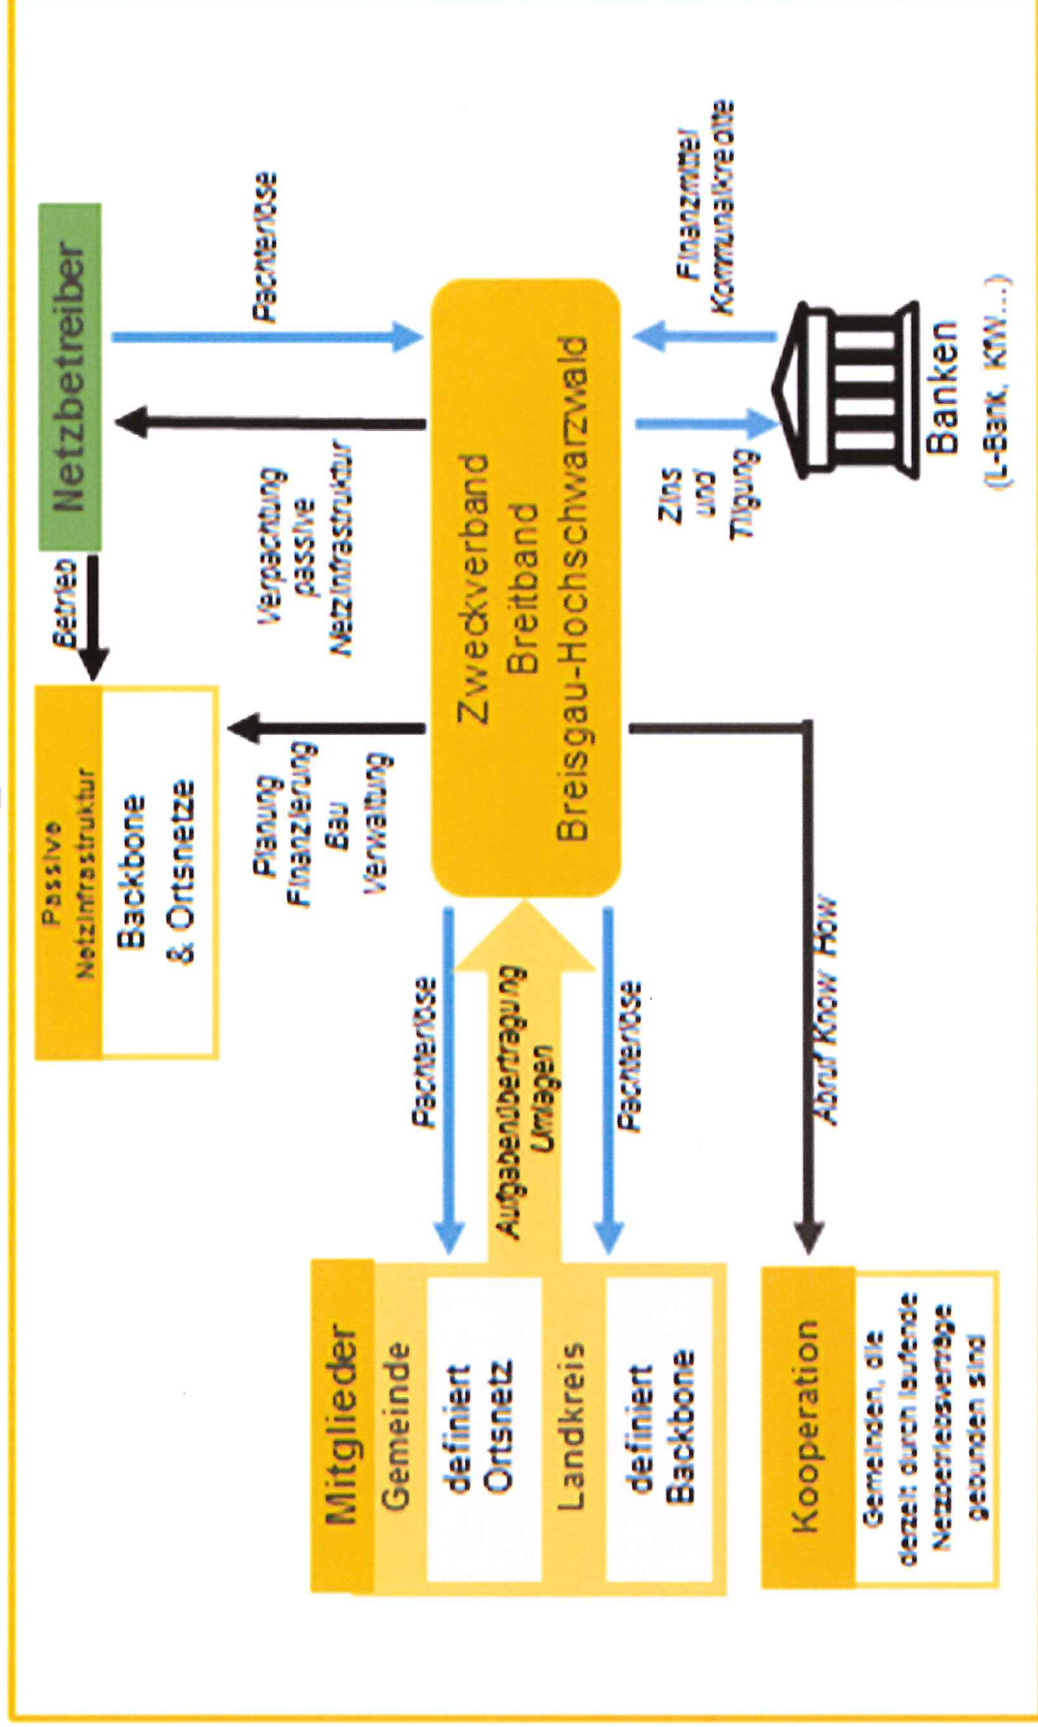 Passive
Netzinfrastruktur
Backbone
& Ortsnetze
Betrieb
Netzbetreiber
Planung
Finanzierung
Bau
Verwaltung
Verpachtung
passive
Netzinfrastruktur
Pachterlöse
Mitglieder
Gemeinde
definiert
Ortsnetz
Landkreis
definiert
Backbone
Pachterlöse
Aufgabenübertragung
Umlagen
Pachterlöse
Zweckverband
Breitband
Breisgau-Hochschwarzwald
Zins
und
Tilgung
Finanzmittel
Kommunalkredite
Banken
(L-Bank, KfW...)
Abruf Know How
Kooperation
Gemeinden, die
derzeit durch laufende
Netzbetriebsverträge
gebunden sind